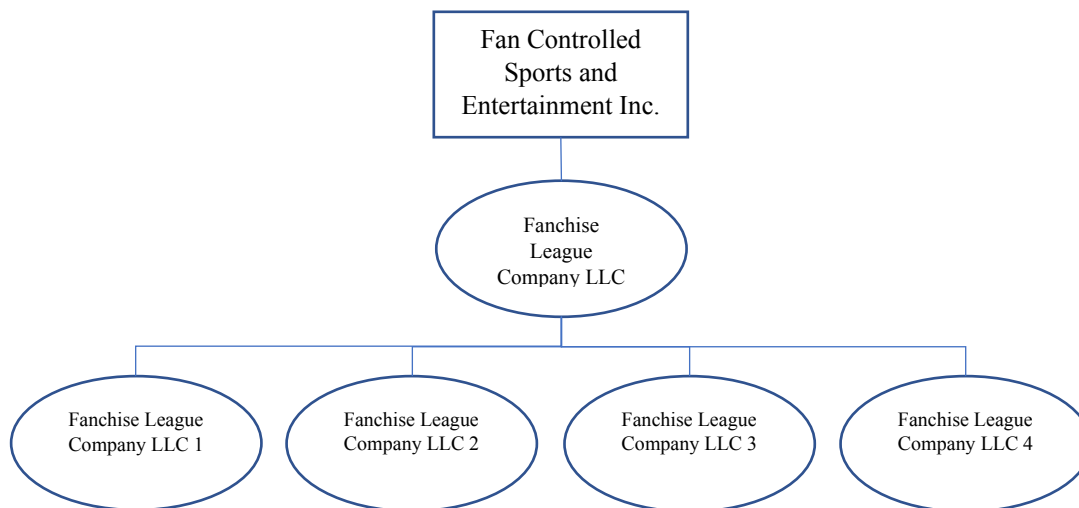 Fan Controlled
Sports and
Entertainment Inc.
Fanchise
League
Company LLC
Fanchise League
Company LLC 1
Fanchise League
Company LLC 2
Fanchise League
Company LLC 3
Fanchise League
Company LLC 4